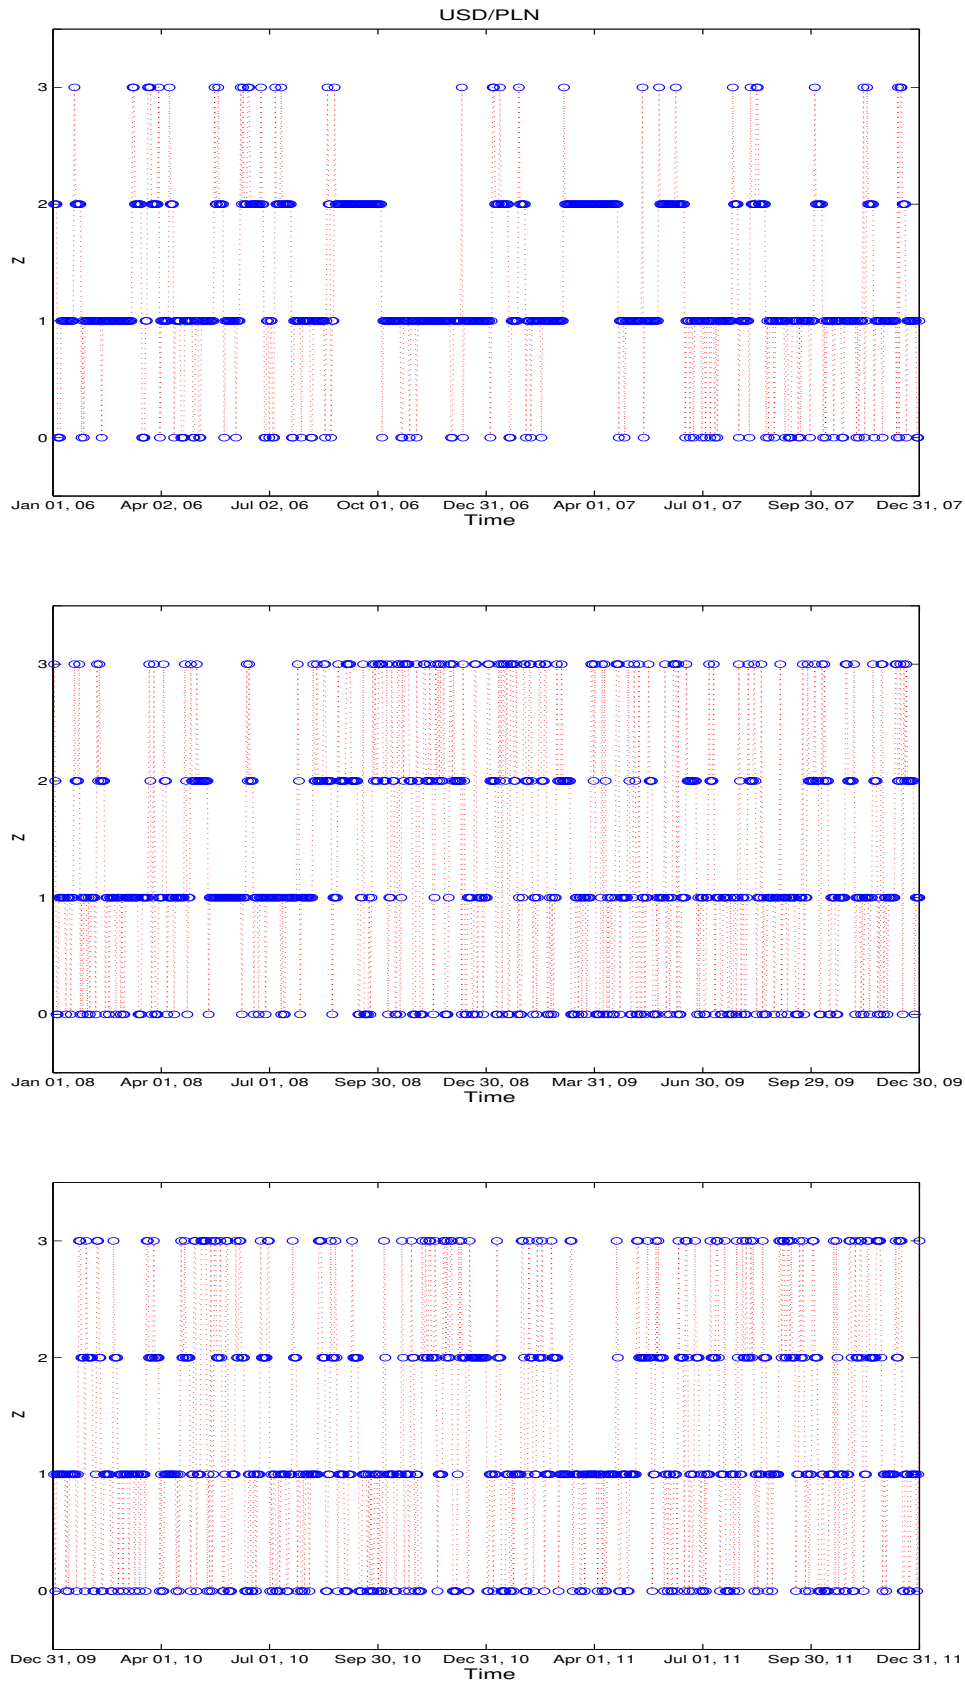 USD/PLN
3
2
Z
1
0
Jan 01, 06 Apr 02, 06 Jul 02, 06 Oct 01, 06 Dec 31, 06 Apr 01, 07 Jul 01, 07 Sep 30, 07 Dec 31, 07
Time
3
2
Z
1
0
Jan 01, 08 Apr 01, 08 Jul 01, 08 Sep 30, 08 Dec 30, 08 Mar 31, 09 Jun 30, 09 Sep 29, 09 Dec 30, 09
Time
3
2
Z
1
0
Dec 31, 09 Apr 01, 10 Jul 01, 10 Sep 30, 10 Dec 31, 10 Apr 01, 11 Jul 01, 11 Sep 30, 11 Dec 31, 11
Time